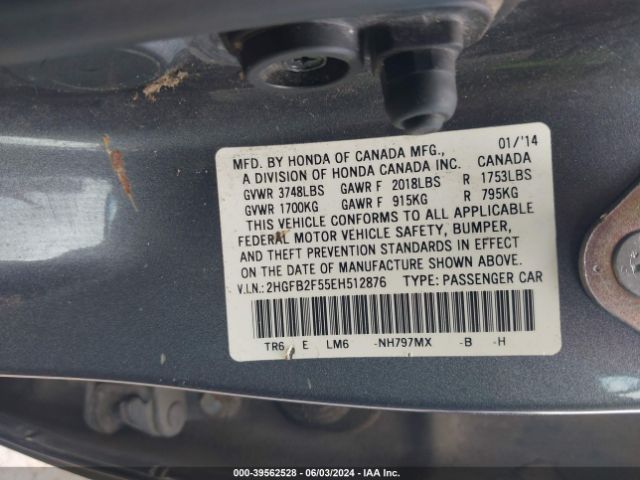 MFD. BY HONDA OF CANADA MFG., 01/'14
A DIVISION OF HONDA CANADA INC. CANADA
GVWR 3748LBS GAWR F 2018LBS R 1753LBS
GVWR 1700KG GAWR F 915KG R 795KG
THIS VEHICLE CONFORMS TO ALL APPLICABLE
FEDERAL MOTOR VEHICLE SAFETY, BUMPER,
AND THEFT PREVENTION STANDARDS IN EFFECT
ON THE DATE OF MANUFACTURE SHOWN ABOVE.
V.I.N.: 2HGFB2F55EH512876 TYPE: PASSENGER CAR
TR6 E LM6 -NH797MX -B -H
000-39562528 - 06/03/2024 - IAA Inc.